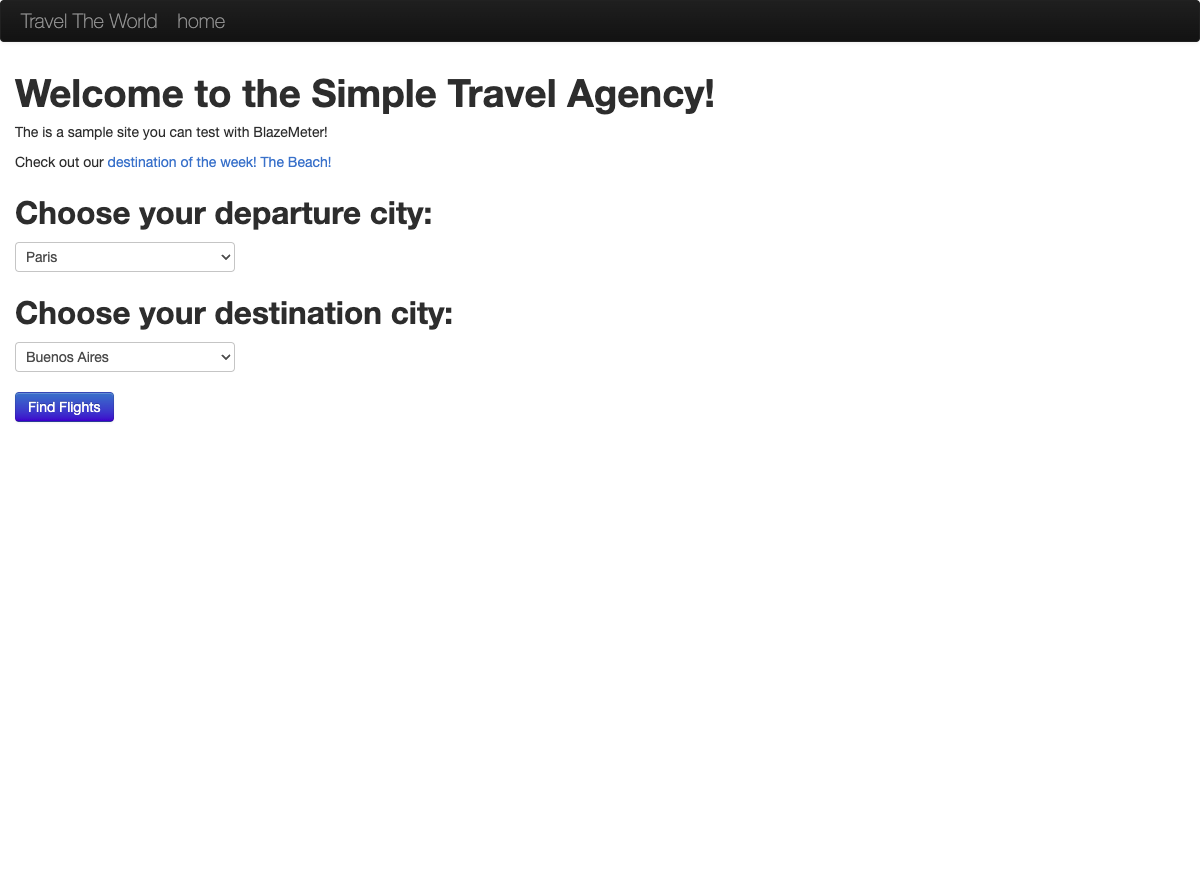 Travel The World home
Welcome to the Simple Travel Agency!
The is a sample site you can test with BlazeMeter!
Check out our destination of the week! The Beach!
Choose your departure city:
Paris
Choose your destination city:
Buenos Aires
Find Flights